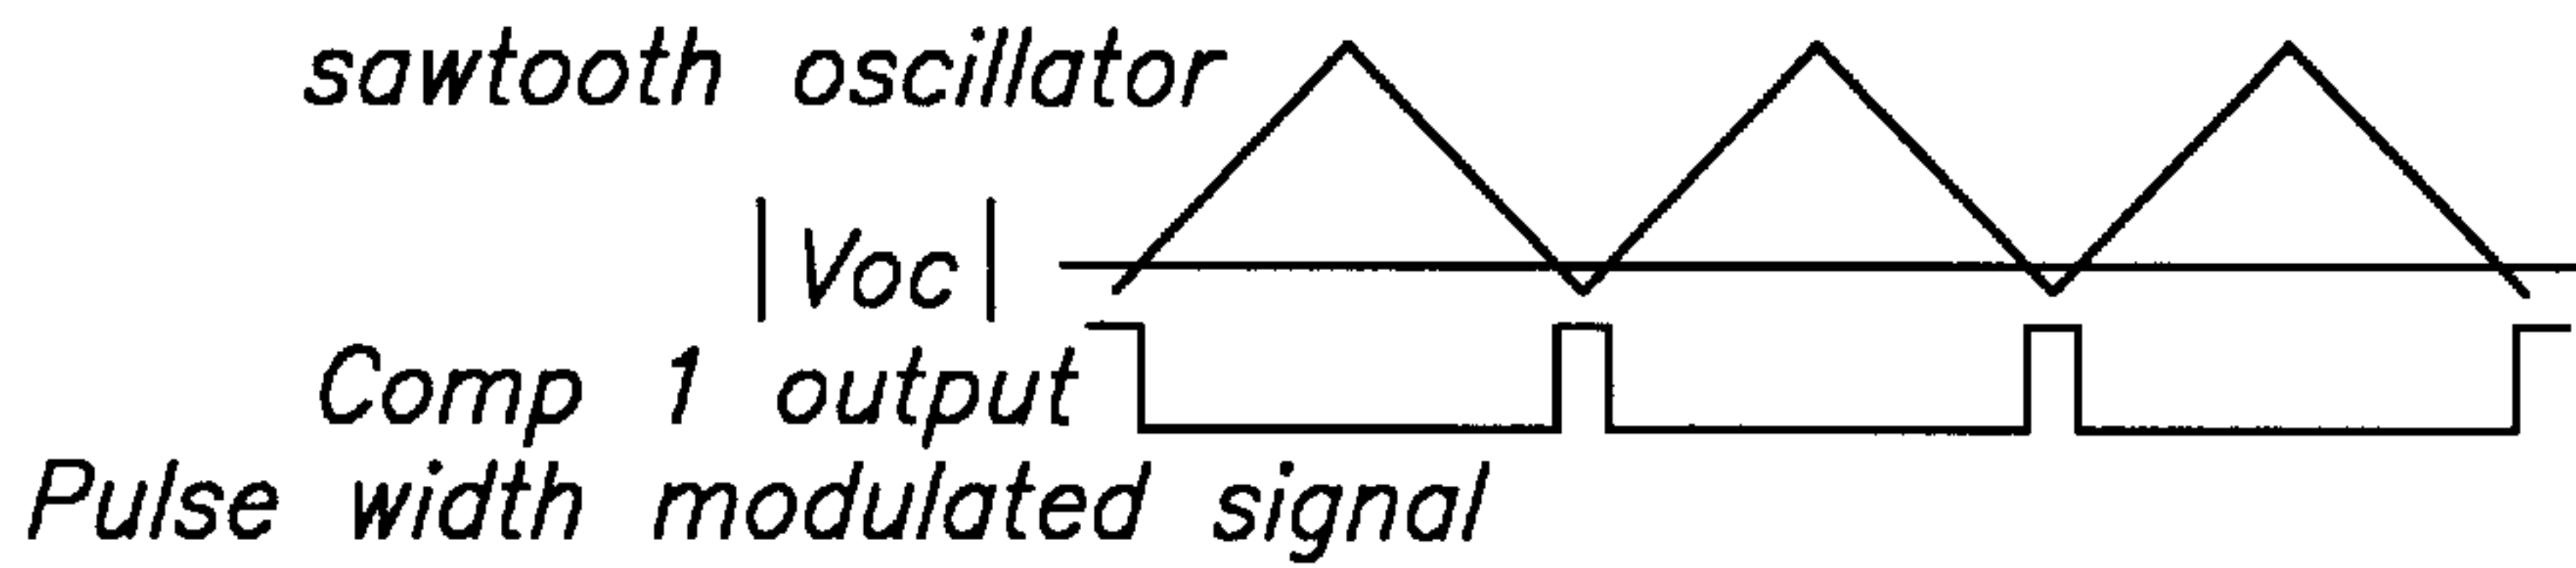 sawtooth oscillator
|Voc|
Comp 1 output
Pulse width modulated signal